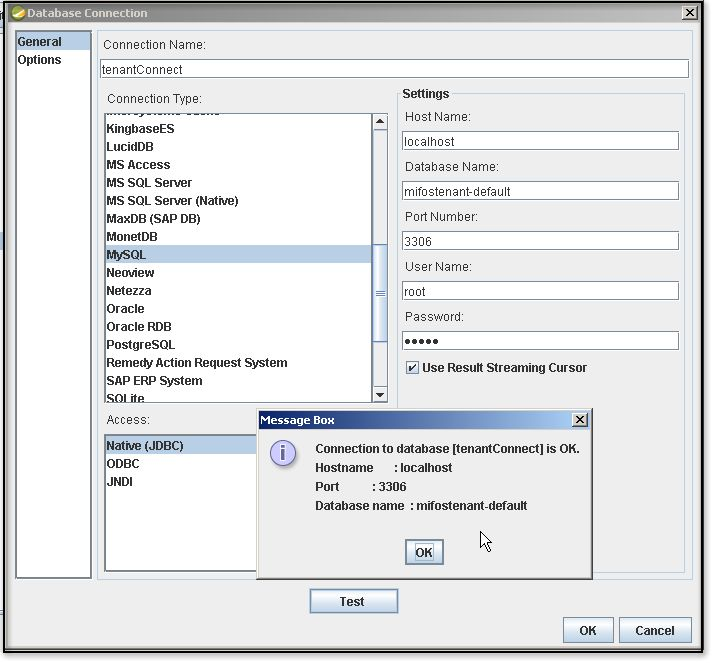 Database Connection
General
Options
Connection Name:
tenantConnect
Connection Type:
KingbaseES
LucidDB
MS Access
MS SQL Server
MS SQL Server (Native)
MaxDB (SAP DB)
MonetDB
MySQL
Neoview
Netezza
Oracle
Oracle RDB
PostgreSQL
Remedy Action Request System
SAP ERP System
SQLite
Access:
Native (JDBC)
ODBC
JNDI
Settings
Host Name:
localhost
Database Name:
mifostenant-default
Port Number:
3306
User Name:
root
Password:
●●●●●
Use Result Streaming Cursor
Message Box
Connection to database [tenantConnect] is OK.
Hostname : localhost
Port : 3306
Database name : mifostenant-default
OK
Test
OK
Cancel